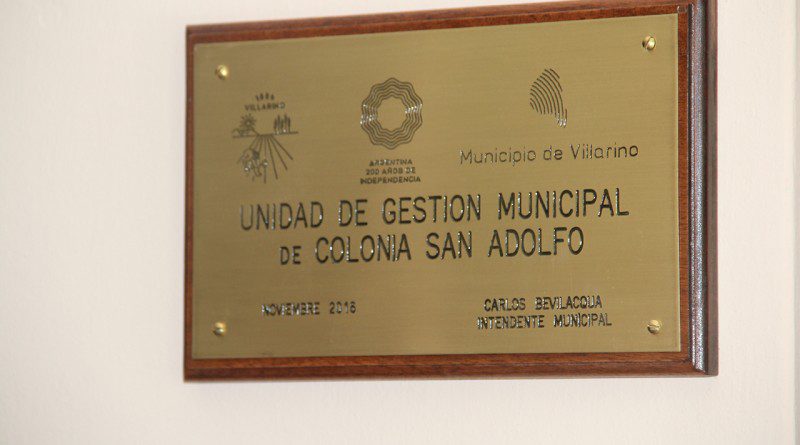 1886
VILLARINO
ARGENTINA
200 AÑOS DE
INDEPENDENCIA
Municipio de Villarino
UNIDAD DE GESTION MUNICIPAL
DE COLONIA SAN ADOLFO
NOVIEMBRE 2016
CARLOS BEVILACQUA
INTENDENTE MUNICIPAL